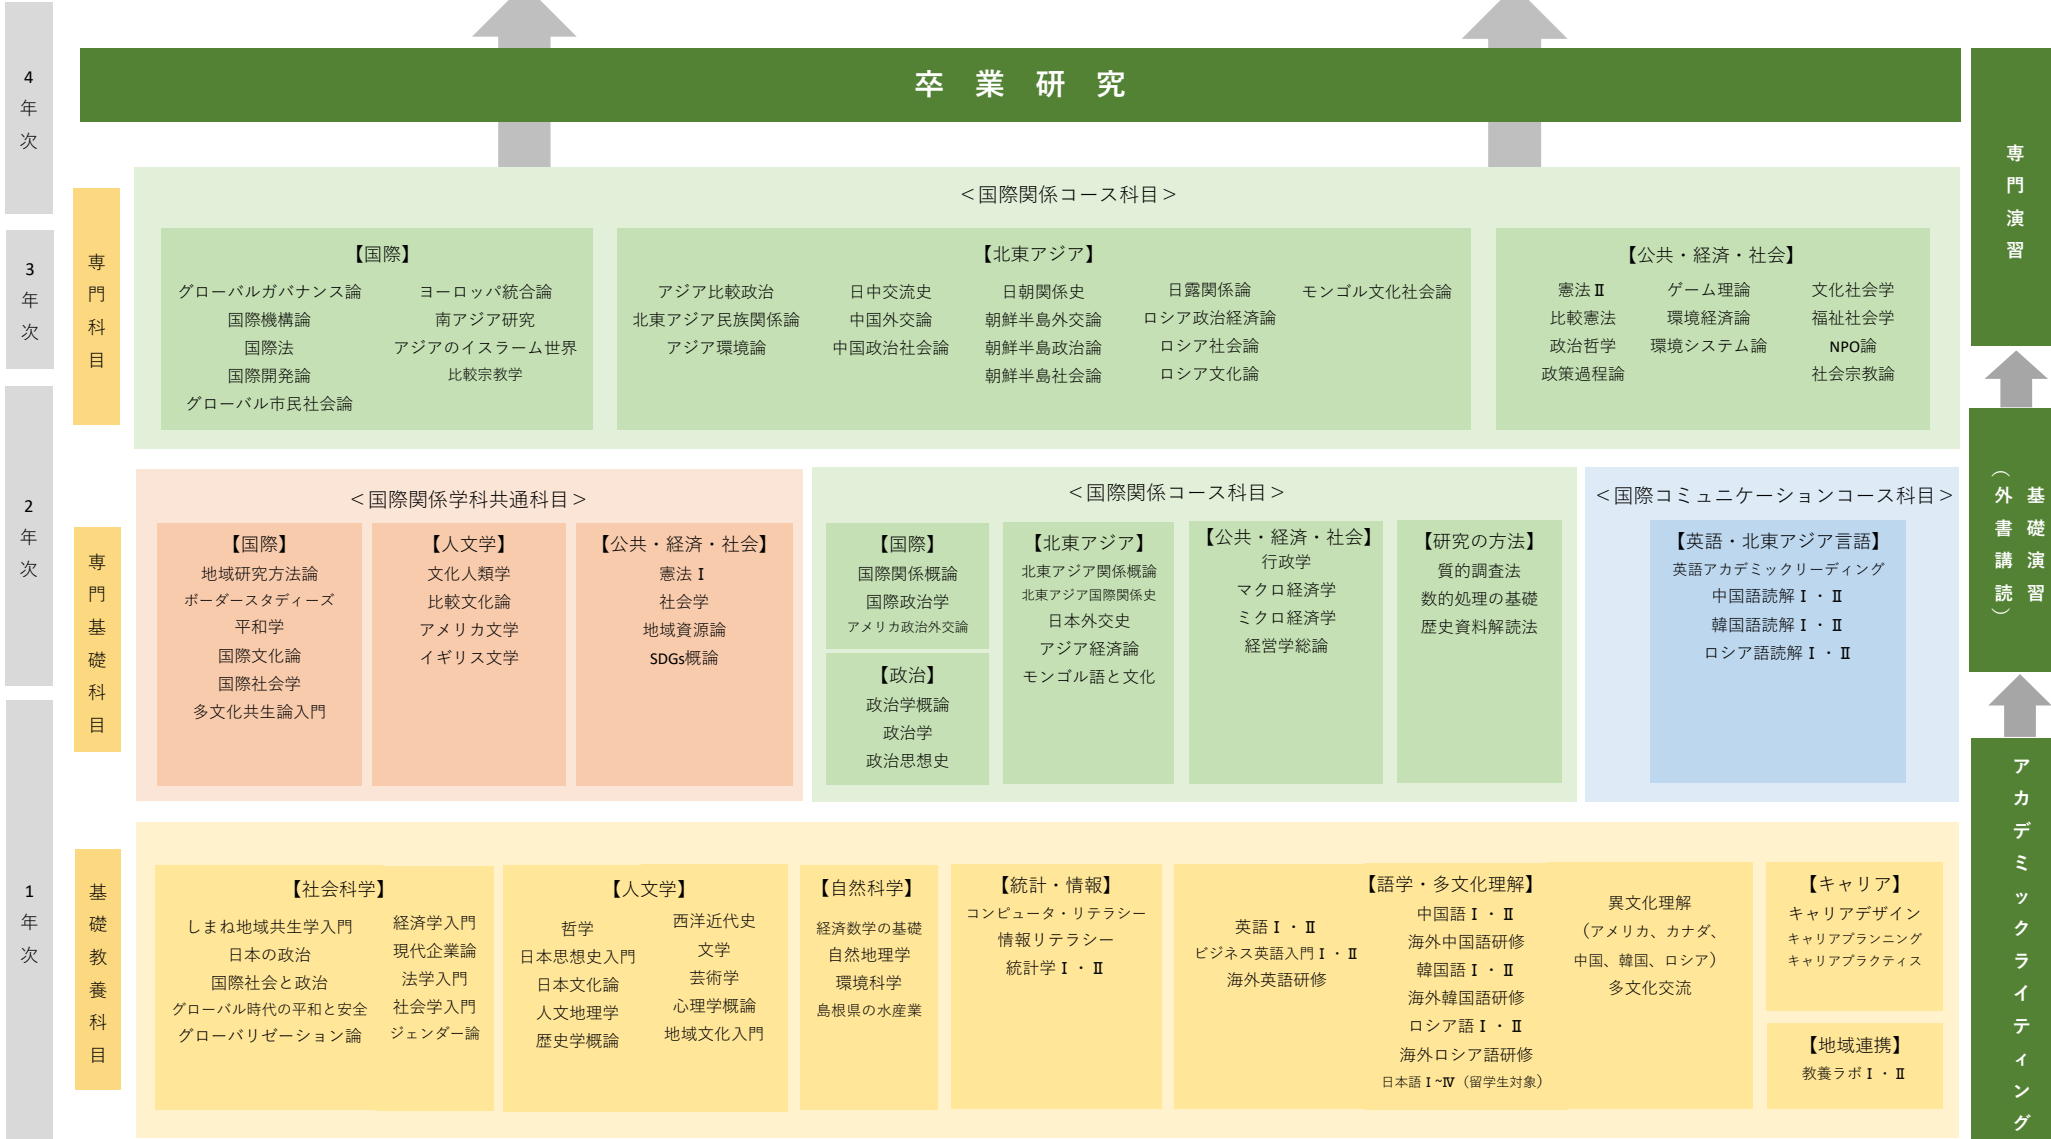 4年次
3年次
2年次
1年次
卒業研究
専門科目
＜国際関係コース科目＞
【国際】
グローバルガバナンス論
国際機構論
国際法
国際開発論
グローバル市民社会論
ヨーロッパ統合論
南アジア研究
アジアのイスラーム世界
比較宗教学
【北東アジア】
アジア比較政治
北東アジア民族関係論
アジア環境論
日中交流史
中国外交論
中国政治社会論
日朝関係史
朝鮮半島外交論
朝鮮半島政治論
朝鮮半島社会論
日露関係論
ロシア政治経済論
ロシア社会論
ロシア文化論
モンゴル文化社会論
【公共・経済・社会】
憲法Ⅱ
比較憲法
政治哲学
政策過程論
ゲーム理論
環境経済論
環境システム論
文化社会学
福祉社会学
NPO論
社会宗教論
専門基礎科目
＜国際関係学科共通科目＞
【国際】
地域研究方法論
ボーダースタディーズ
平和学
国際文化論
国際社会学
多文化共生論入門
【人文学】
文化人類学
比較文化論
アメリカ文学
イギリス文学
【公共・経済・社会】
憲法Ⅰ
社会学
地域資源論
SDGs概論
＜国際関係コース科目＞
【国際】
国際関係概論
国際政治学
アメリカ政治外交論
【政治】
政治学概論
政治学
政治思想史
【北東アジア】
北東アジア関係概論
北東アジア国際関係史
日本外交史
アジア経済論
モンゴル語と文化
【公共・経済・社会】
行政学
マクロ経済学
ミクロ経済学
経営学総論
【研究の方法】
質的調査法
数的処理の基礎
歴史資料解読法
＜国際コミュニケーションコース科目＞
【英語・北東アジア言語】
英語アカデミックリーディング
中国語読解Ⅰ・Ⅱ
韓国語読解Ⅰ・Ⅱ
ロシア語読解Ⅰ・Ⅱ
基礎教養科目
【社会科学】
しまね地域共生学入門
日本の政治
国際社会と政治
グローバル時代の平和と安全
グローバリゼーション論
経済学入門
現代企業論
法学入門
社会学入門
ジェンダー論
【人文学】
哲学
日本思想史入門
日本文化論
人文地理学
歴史学概論
西洋近代史
文学
芸術学
心理学概論
地域文化入門
【自然科学】
経済数学の基礎
自然地理学
環境科学
島根県の水産業
【統計・情報】
コンピュータ・リテラシー
情報リテラシー
統計学Ⅰ・Ⅱ
【語学・多文化理解】
英語Ⅰ・Ⅱ
ビジネス英語入門Ⅰ・Ⅱ
海外英語研修
中国語Ⅰ・Ⅱ
海外中国語研修
韓国語Ⅰ・Ⅱ
海外韓国語研修
ロシア語Ⅰ・Ⅱ
海外ロシア語研修
日本語Ⅰ~Ⅳ（留学生対象）
異文化理解
（アメリカ、カナダ、
中国、韓国、ロシア）
多文化交流
【キャリア】
キャリアデザイン
キャリアプランニング
キャリアプラクティス
【地域連携】
教養ラボⅠ・Ⅱ
専門演習
基礎演習
（外書講読）
アカデミックライティング